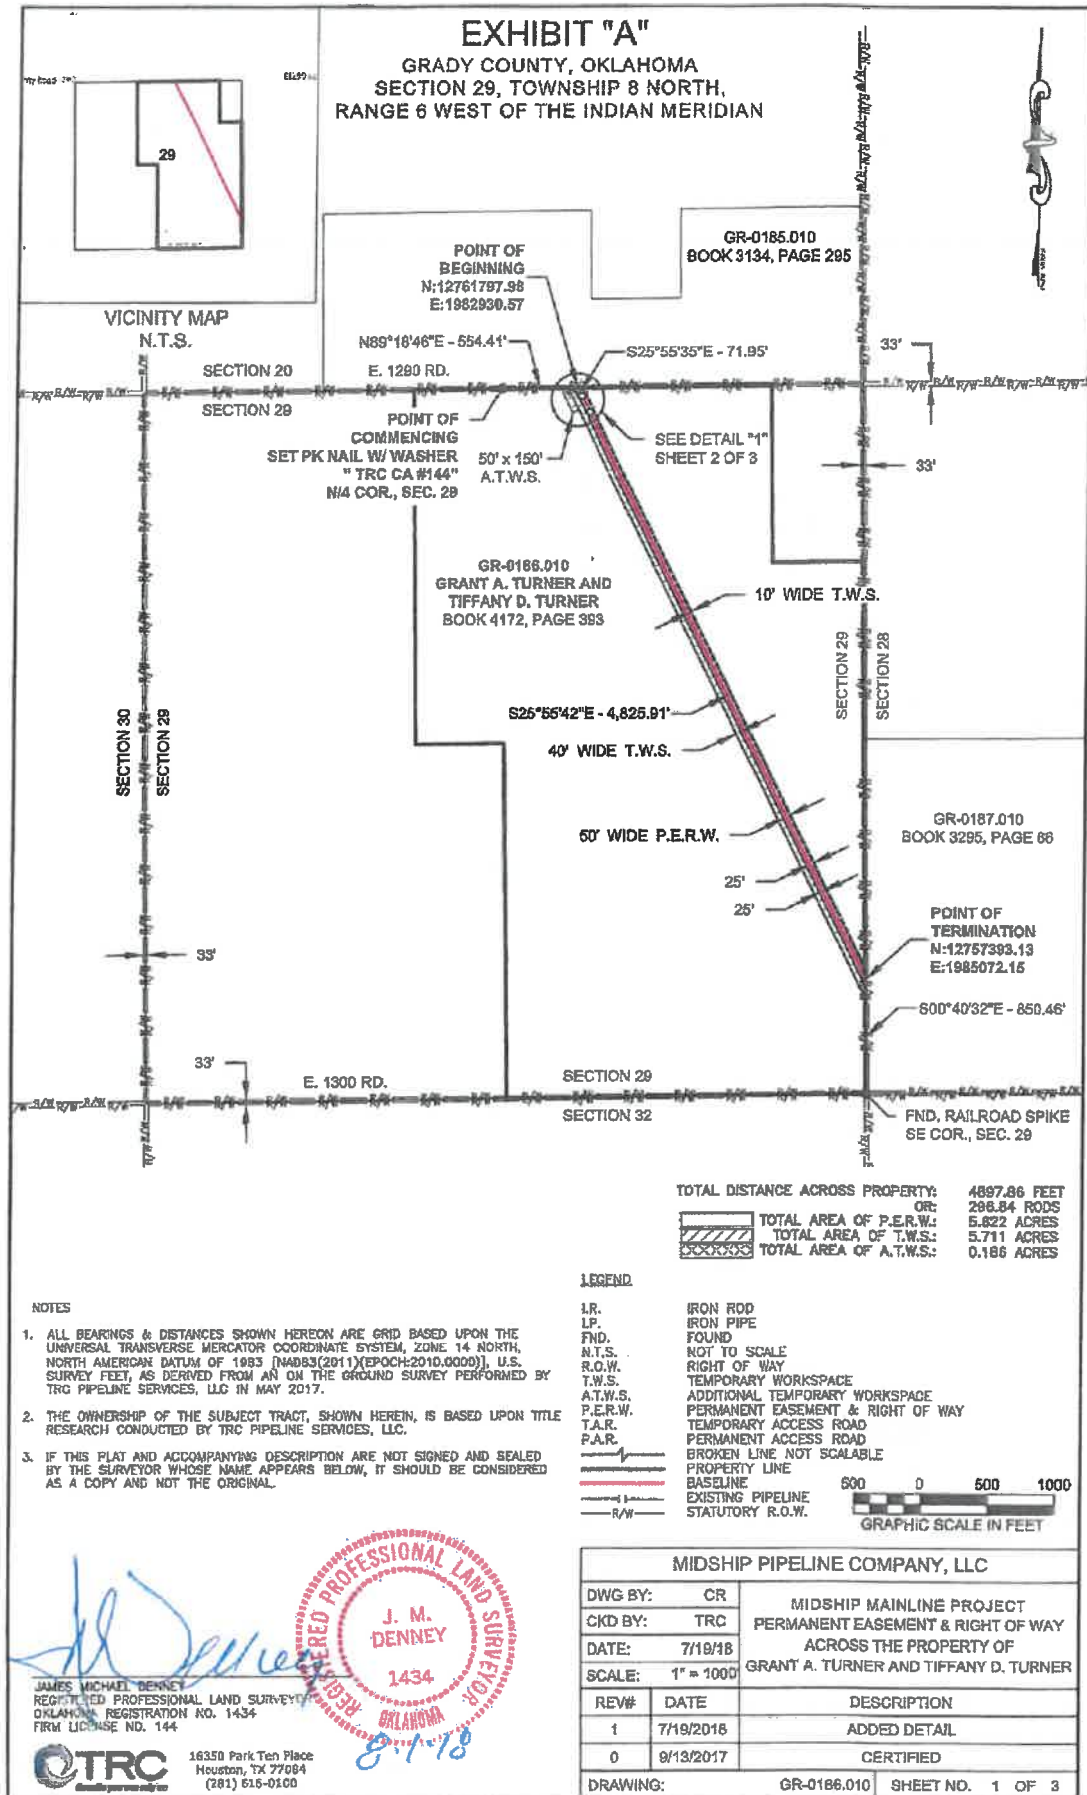 EXHIBIT "A"
GRADY COUNTY, OKLAHOMA
SECTION 29, TOWNSHIP 8 NORTH,
RANGE 6 WEST OF THE INDIAN MERIDIAN
29
VICINITY MAP
N.T.S.
GR-0185.010
BOOK 3134, PAGE 295
POINT OF
BEGINNING
N:12761797.98
E:1982930.57
N89°18'46"E - 554.41'
S25°55'35"E - 71.95'
33'
SECTION 20
E. 1290 RD.
SECTION 29
POINT OF
COMMENCING
SET PK NAIL W/ WASHER
" TRC CA #144"
N/4 COR., SEC. 29
50' x 150'
A.T.W.S.
SEE DETAIL "1"
SHEET 2 OF 3
33'
GR-0186.010
GRANT A. TURNER AND
TIFFANY D. TURNER
BOOK 4172, PAGE 393
10' WIDE T.W.S.
SECTION 29
SECTION 28
S25°55'42"E - 4,825.91'
40' WIDE T.W.S.
SECTION 30
SECTION 29
50' WIDE P.E.R.W.
GR-0187.010
BOOK 3295, PAGE 66
25'
25'
POINT OF
TERMINATION
N:12757393.13
E:1985072.15
33'
S00°40'32"E - 850.46'
33'
E. 1300 RD.
SECTION 29
SECTION 32
FND. RAILROAD SPIKE
SE COR., SEC. 29
TOTAL DISTANCE ACROSS PROPERTY: 4897.86 FEET
OR: 296.84 RODS
TOTAL AREA OF P.E.R.W.: 5.622 ACRES
TOTAL AREA OF T.W.S.: 5.711 ACRES
TOTAL AREA OF A.T.W.S.: 0.186 ACRES
LEGEND
I.R. IRON ROD
I.P. IRON PIPE
FND. FOUND
N.T.S. NOT TO SCALE
R.O.W. RIGHT OF WAY
T.W.S. TEMPORARY WORKSPACE
A.T.W.S. ADDITIONAL TEMPORARY WORKSPACE
P.E.R.W. PERMANENT EASEMENT & RIGHT OF WAY
T.A.R. TEMPORARY ACCESS ROAD
P.A.R. PERMANENT ACCESS ROAD
BROKEN LINE NOT SCALABLE
PROPERTY LINE
BASELINE
EXISTING PIPELINE
R/W STATUTORY R.O.W.
500 0 500 1000
GRAPHIC SCALE IN FEET
NOTES
1. ALL BEARINGS & DISTANCES SHOWN HEREON ARE GRID BASED UPON THE
UNIVERSAL TRANSVERSE MERCATOR COORDINATE SYSTEM, ZONE 14 NORTH,
NORTH AMERICAN DATUM OF 1983 [NAD83(2011)(EPOCH:2010.0000)], U.S.
SURVEY FEET, AS DERIVED FROM AN ON THE GROUND SURVEY PERFORMED BY
TRC PIPELINE SERVICES, LLC IN MAY 2017.
2. THE OWNERSHIP OF THE SUBJECT TRACT, SHOWN HEREIN, IS BASED UPON TITLE
RESEARCH CONDUCTED BY TRC PIPELINE SERVICES, LLC.
3. IF THIS PLAT AND ACCOMPANYING DESCRIPTION ARE NOT SIGNED AND SEALED
BY THE SURVEYOR WHOSE NAME APPEARS BELOW, IT SHOULD BE CONSIDERED
AS A COPY AND NOT THE ORIGINAL.
REGISTERED PROFESSIONAL LAND SURVEYOR
J. M.
DENNEY
1434
OKLAHOMA
8-1-18
JAMES MICHAEL DENNEY
REGISTERED PROFESSIONAL LAND SURVEYOR
OKLAHOMA REGISTRATION NO. 1434
FIRM LICENSE NO. 144
TRC
16350 Park Ten Place
Houston, TX 77084
(281) 616-0100
MIDSHIP PIPELINE COMPANY, LLC
DWG BY: CR
CKD BY: TRC
DATE: 7/19/18
SCALE: 1" = 1000'
MIDSHIP MAINLINE PROJECT
PERMANENT EASEMENT & RIGHT OF WAY
ACROSS THE PROPERTY OF
GRANT A. TURNER AND TIFFANY D. TURNER
REV# DATE DESCRIPTION
1 7/19/2018 ADDED DETAIL
0 9/13/2017 CERTIFIED
DRAWING: GR-0186.010 SHEET NO. 1 OF 3